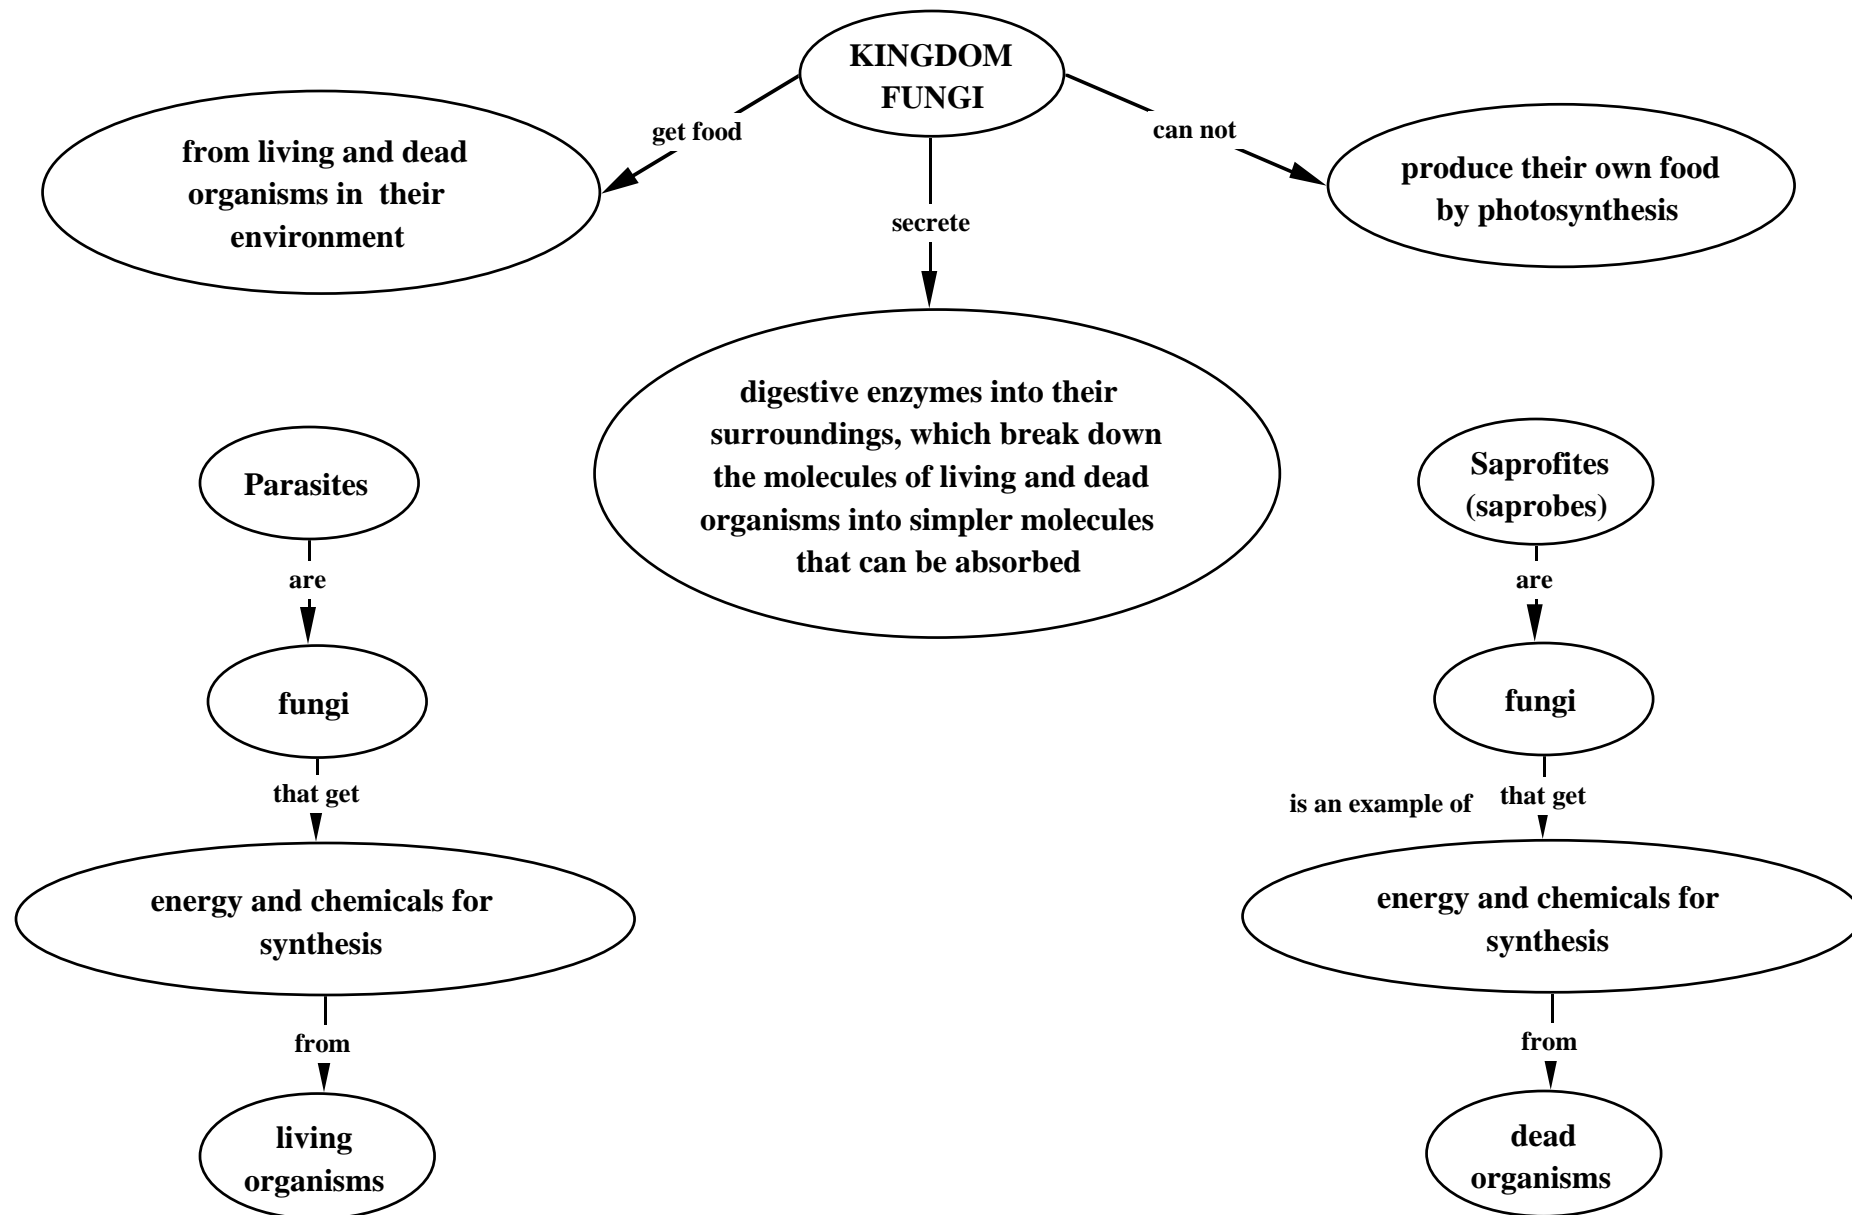 KINGDOM
FUNGI
get food
can not
from living and dead
organisms in their
environment
produce their own food
by photosynthesis
secrete
digestive enzymes into their
surroundings, which break down
the molecules of living and dead
organisms into simpler molecules
that can be absorbed
Parasites
are
fungi
that get
energy and chemicals for
synthesis
from
living
organisms
Saprofites
(saprobes)
are
fungi
is an example of
that get
energy and chemicals for
synthesis
from
dead
organisms